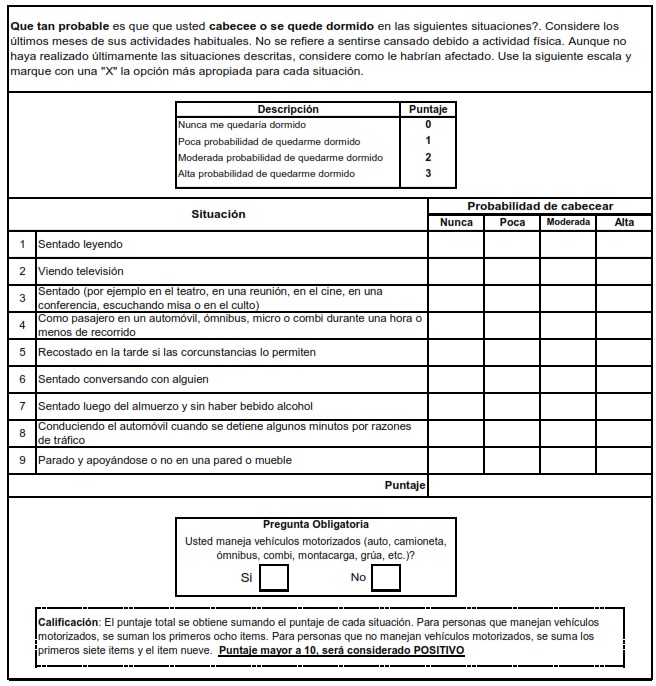 Que tan probable es que que usted cabecee o se quede dormido en las siguientes situaciones?. Considere los
últimos meses de sus actividades habituales. No se refiere a sentirse cansado debido a actividad física. Aunque no
haya realizado últimamente las situaciones descritas, considere como le habrían afectado. Use la siguiente escala y
marque con una "X" la opción más apropiada para cada situación.
Descripción Puntaje
Nunca me quedaría dormido 0
Poca probabilidad de quedarme dormido 1
Moderada probabilidad de quedarme dormido 2
Alta probabilidad de quedarme dormido 3
Situación Probabilidad de cabecear
Nunca Poca Moderada Alta
1 Sentado leyendo
2 Viendo televisión
3 Sentado (por ejemplo en el teatro, en una reunión, en el cine, en una
conferencia, escuchando misa o en el culto)
4 Como pasajero en un automóvil, ómnibus, micro o combi durante una hora o
menos de recorrido
5 Recostado en la tarde si las corcunstancias lo permiten
6 Sentado conversando con alguien
7 Sentado luego del almuerzo y sin haber bebido alcohol
8 Conduciendo el automóvil cuando se detiene algunos minutos por razones
de tráfico
9 Parado y apoyándose o no en una pared o mueble
Puntaje
Pregunta Obligatoria
Usted maneja vehículos motorizados (auto, camioneta,
ómnibus, combi, montacarga, grúa, etc.)?
Si No
Calificación: El puntaje total se obtiene sumando el puntaje de cada situación. Para personas que manejan vehículos
motorizados, se suman los primeros ocho items. Para personas que no manejan vehículos motorizados, se suma los
primeros siete items y el item nueve. Puntaje mayor a 10, será considerado POSITIVO